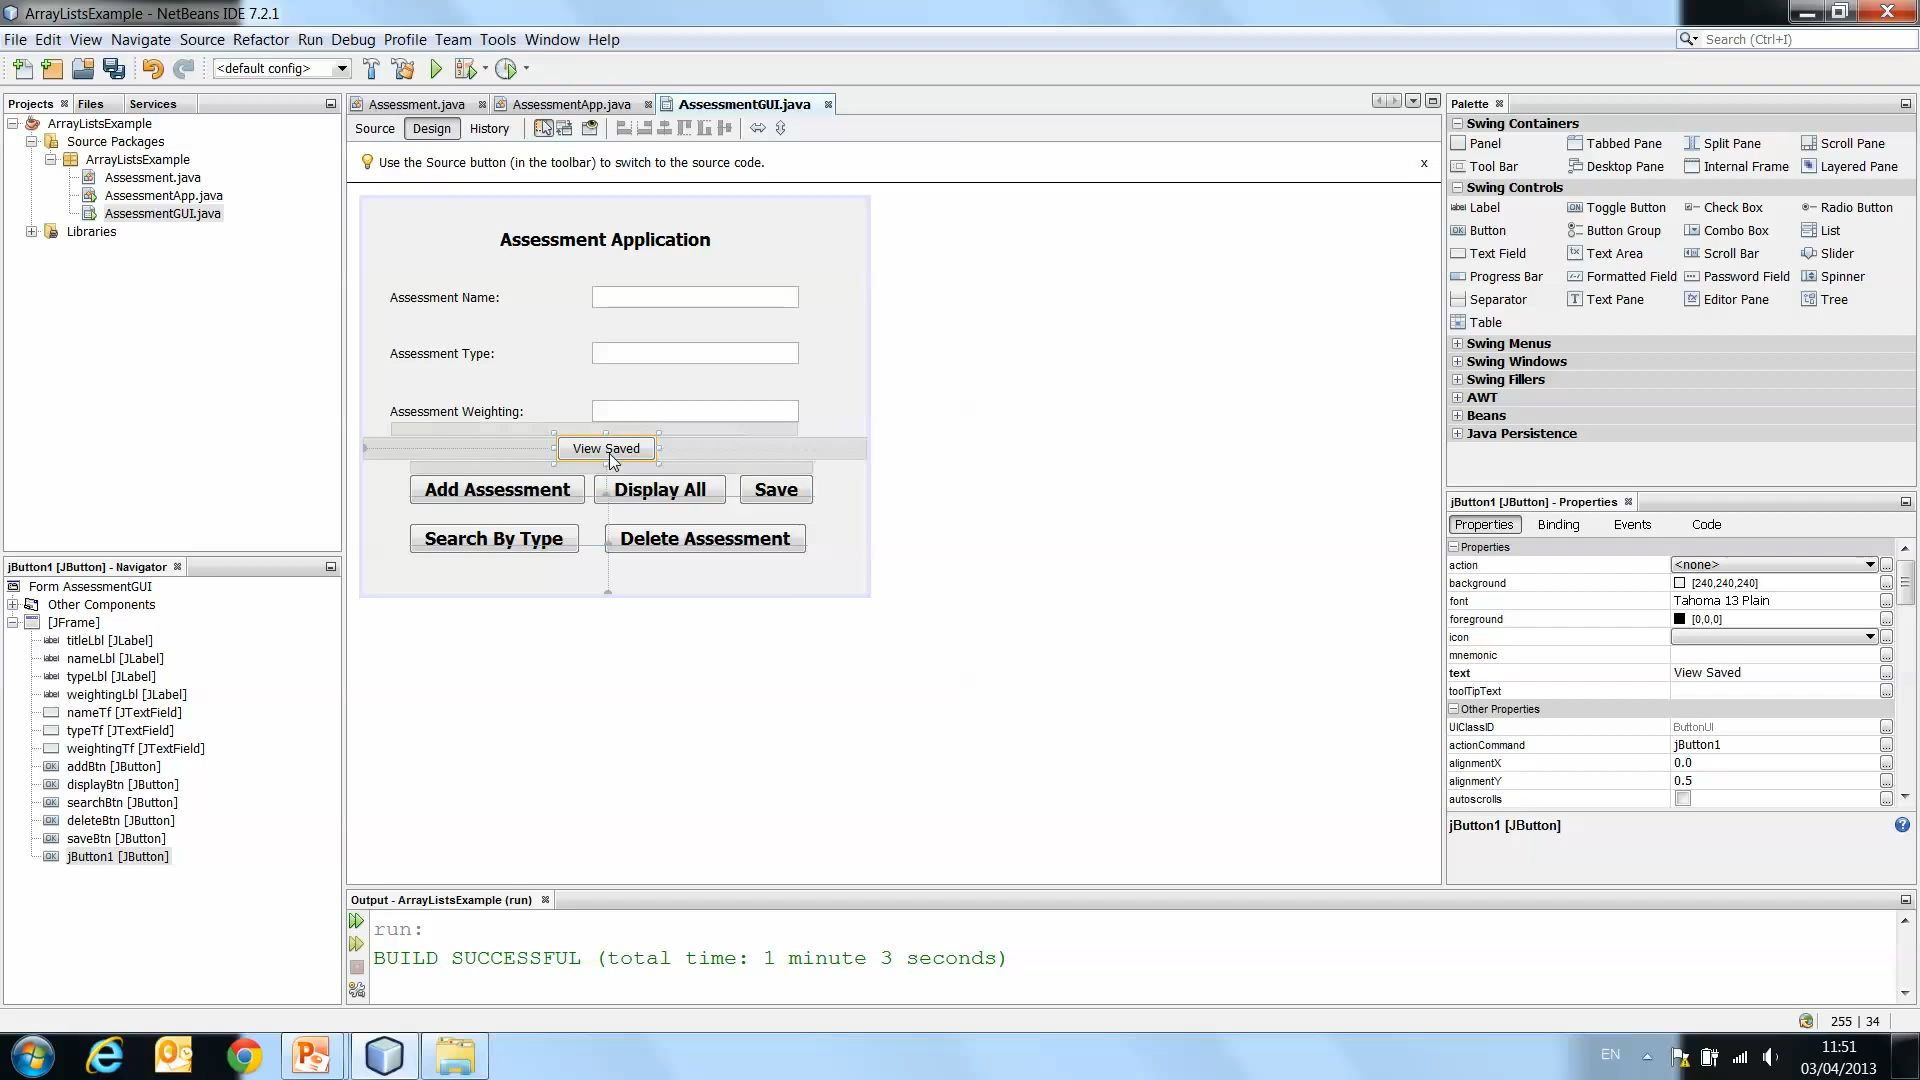 ArrayListsExample - NetBeans IDE 7.2.1
File Edit View Navigate Source Refactor Run Debug Profile Team Tools Window Help
Search (Ctrl+I)
<default config>
Projects Files Services
ArrayListsExample
Source Packages
ArrayListsExample
Assessment.java
AssessmentApp.java
AssessmentGUI.java
Libraries
jButton1 [JButton] - Navigator
Form AssessmentGUI
Other Components
[JFrame]
titleLbl [JLabel]
nameLbl [JLabel]
typeLbl [JLabel]
weightingLbl [JLabel]
nameTf [JTextField]
typeTf [JTextField]
weightingTf [JTextField]
addBtn [JButton]
displayBtn [JButton]
searchBtn [JButton]
deleteBtn [JButton]
saveBtn [JButton]
jButton1 [JButton]
Assessment.java AssessmentApp.java AssessmentGUI.java
Source Design History
Use the Source button (in the toolbar) to switch to the source code.
x
Assessment Application
Assessment Name:
Assessment Type:
Assessment Weighting:
View Saved
Add Assessment Display All Save
Search By Type Delete Assessment
Output - ArrayListsExample (run)
run:
BUILD SUCCESSFUL (total time: 1 minute 3 seconds)
Palette
Swing Containers
Panel Tabbed Pane Split Pane Scroll Pane
Tool Bar Desktop Pane Internal Frame Layered Pane
Swing Controls
Label Toggle Button Check Box Radio Button
Button Button Group Combo Box List
Text Field Text Area Scroll Bar Slider
Progress Bar Formatted Field Password Field Spinner
Separator Text Pane Editor Pane Tree
Table
Swing Menus
Swing Windows
Swing Fillers
AWT
Beans
Java Persistence
jButton1 [JButton] - Properties
Properties Binding Events Code
Properties
action <none>
background [240,240,240]
font Tahoma 13 Plain
foreground [0,0,0]
icon
mnemonic
text View Saved
toolTipText
Other Properties
UIClassID ButtonUI
actionCommand jButton1
alignmentX 0.0
alignmentY 0.5
autoscrolls
jButton1 [JButton]
255 | 34
EN
11:51
03/04/2013